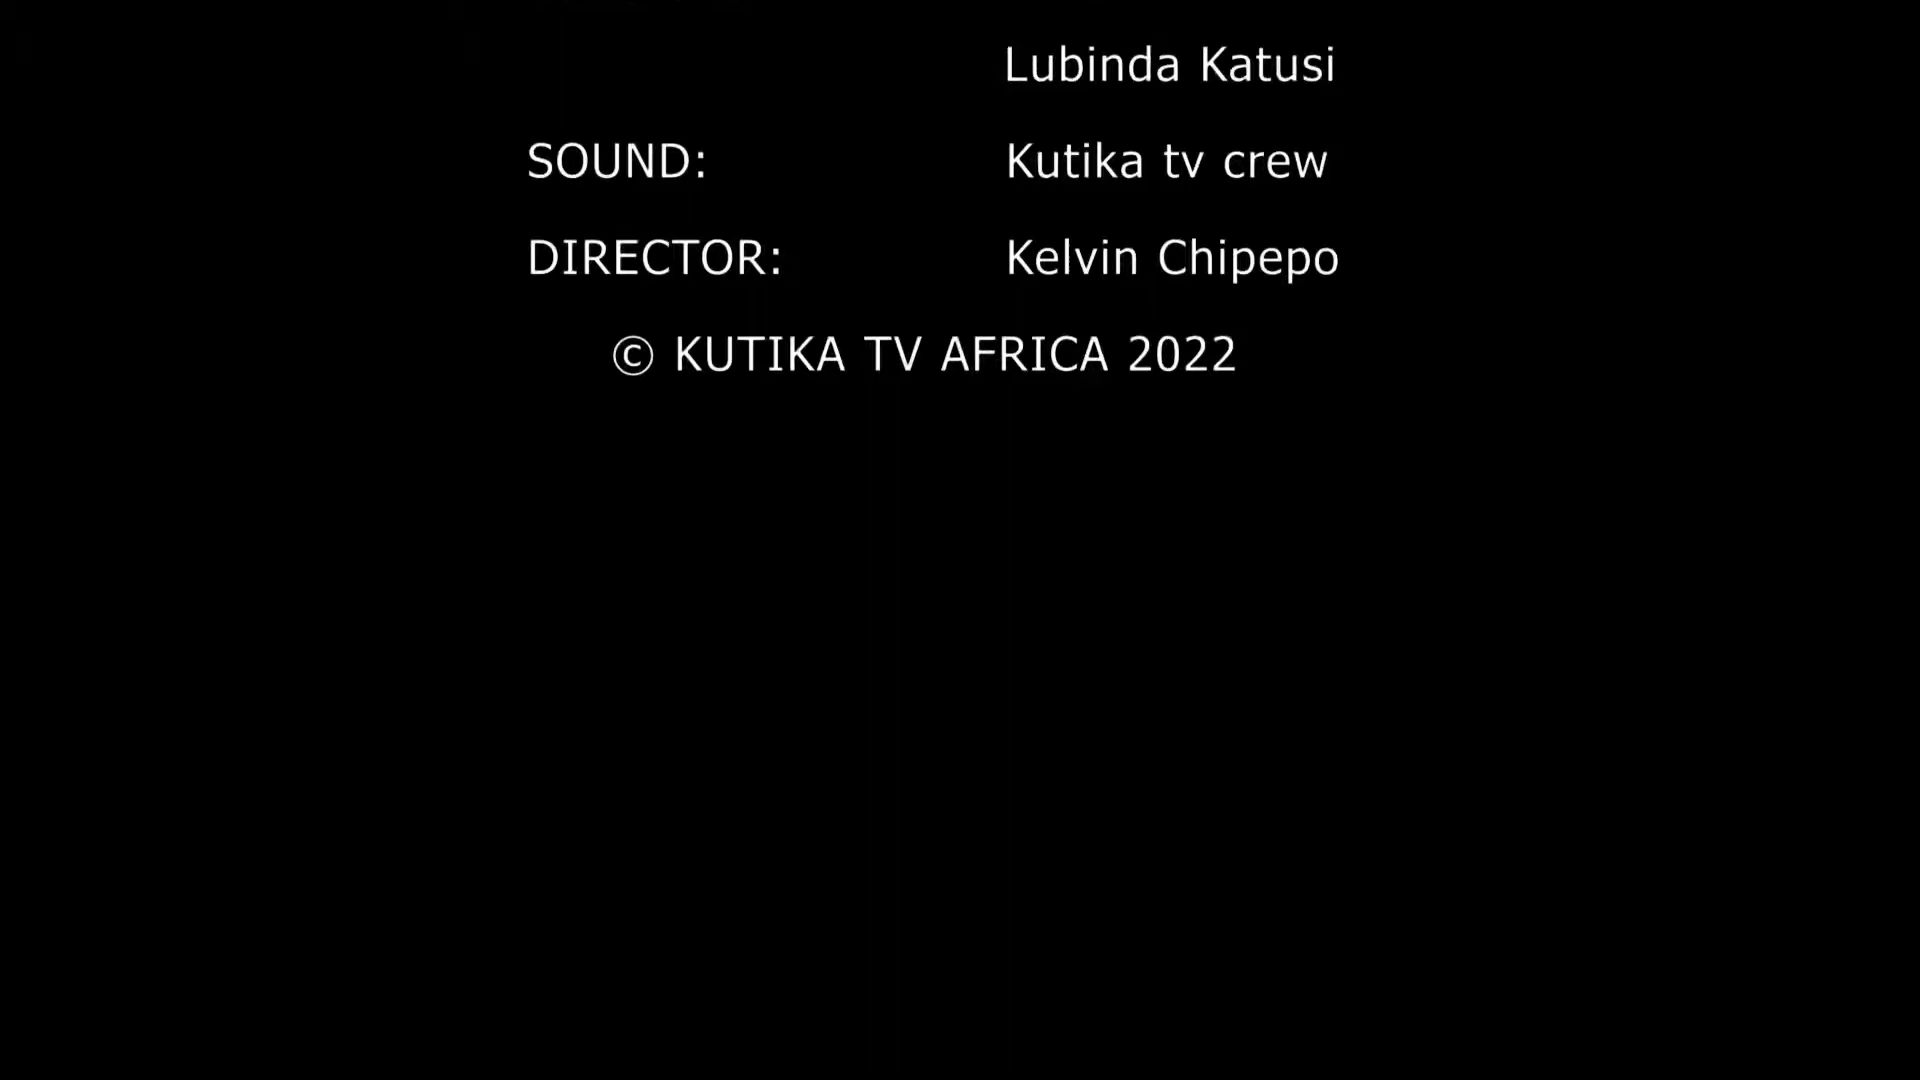 Lubinda Katusi
SOUND: Kutika tv crew
DIRECTOR: Kelvin Chipepo
© KUTIKA TV AFRICA 2022